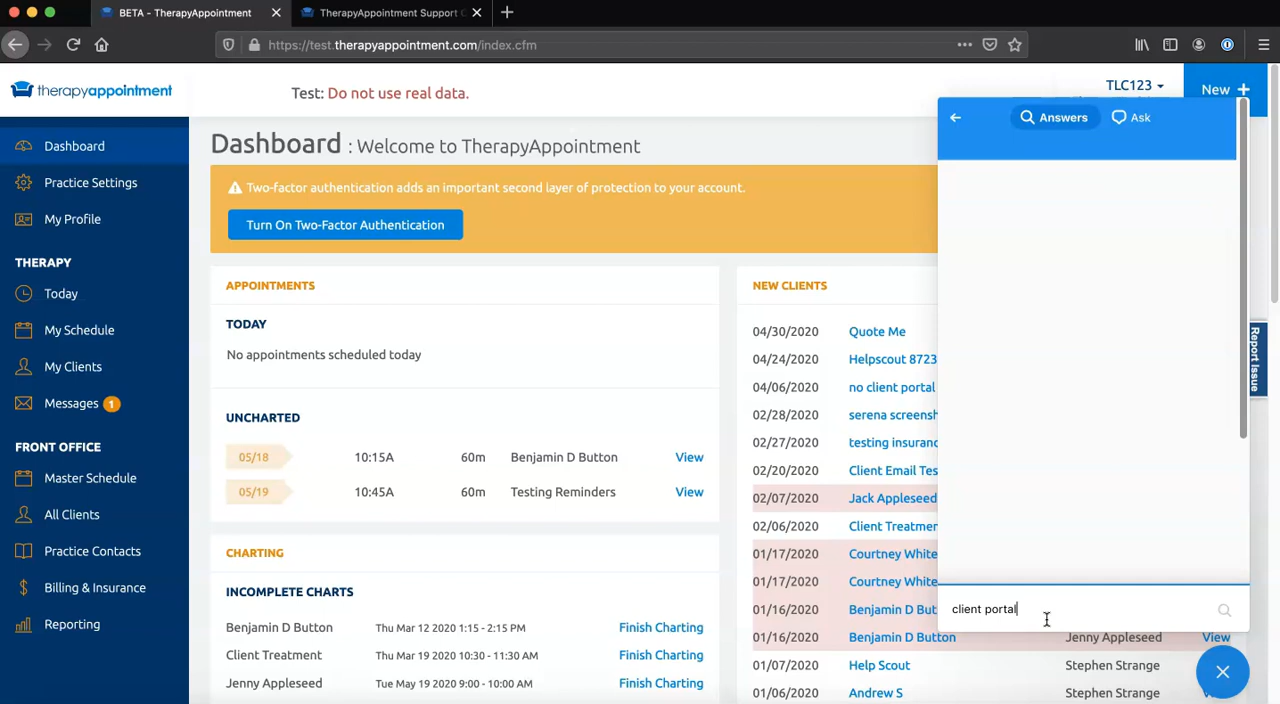 BETA - TherapyAppointment
TherapyAppointment Support
https://test.therapyappointment.com/index.cfm
therapyappointment
Test: Do not use real data.
TLC123
New +
Dashboard
Practice Settings
My Profile
THERAPY
Today
My Schedule
My Clients
Messages 1
FRONT OFFICE
Master Schedule
All Clients
Practice Contacts
Billing & Insurance
Reporting
Dashboard : Welcome to TherapyAppointment
Two-factor authentication adds an important second layer of protection to your account.
Turn On Two-Factor Authentication
APPOINTMENTS
TODAY
No appointments scheduled today
UNCHARTED
05/18 10:15A 60m Benjamin D Button View
05/19 10:45A 60m Testing Reminders View
CHARTING
INCOMPLETE CHARTS
Benjamin D Button Thu Mar 12 2020 1:15 - 2:15 PM Finish Charting
Client Treatment Thu Mar 19 2020 10:30 - 11:30 AM Finish Charting
Jenny Appleseed Tue May 19 2020 9:00 - 10:00 AM Finish Charting
NEW CLIENTS
04/30/2020 Quote Me
04/24/2020 Helpscout 8723
04/06/2020 no client portal
02/28/2020 serena screensh
02/27/2020 testing insuranc
02/20/2020 Client Email Tes
02/07/2020 Jack Appleseed
02/06/2020 Client Treatmer
01/17/2020 Courtney White
01/17/2020 Courtney White
01/16/2020 Benjamin D But
01/16/2020 Benjamin D Button Jenny Appleseed View
01/07/2020 Help Scout Stephen Strange
01/06/2020 Andrew S Stephen Strange
Answers
Ask
client portal
Report Issue